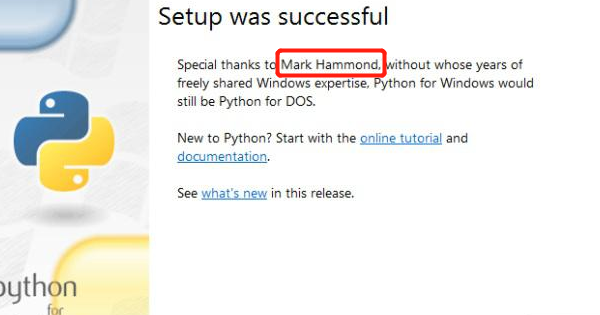 Setup was successful
Special thanks to Mark Hammond, without whose years of
freely shared Windows expertise, Python for Windows would
still be Python for DOS.
New to Python? Start with the online tutorial and
documentation.
See what's new in this release.
python
for